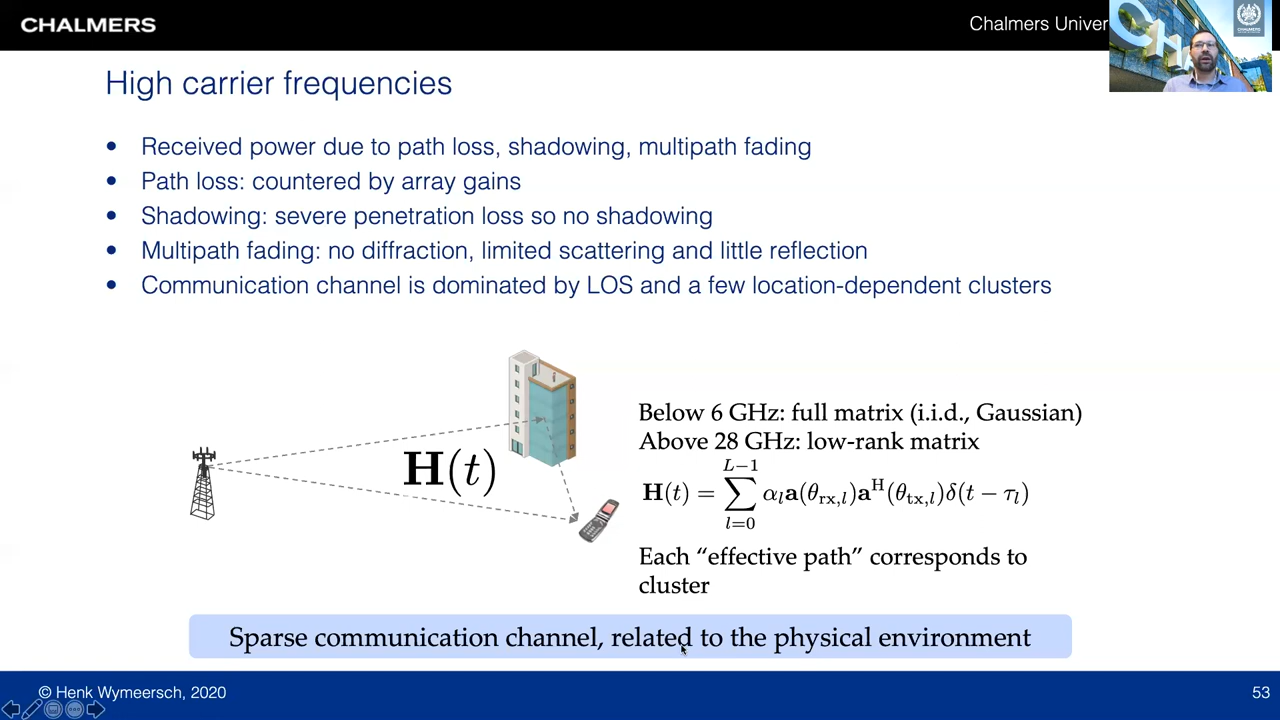 CHALMERS
Chalmers Univer
High carrier frequencies
• Received power due to path loss, shadowing, multipath fading
• Path loss: countered by array gains
• Shadowing: severe penetration loss so no shadowing
• Multipath fading: no diffraction, limited scattering and little reflection
• Communication channel is dominated by LOS and a few location-dependent clusters
H(t)
Below 6 GHz: full matrix (i.i.d., Gaussian)
Above 28 GHz: low-rank matrix
H(t) = ∑_{l=0}^{L−1} α_l a(θ_{rx,l}) a^H(θ_{tx,l}) δ(t − τ_l)
Each “effective path” corresponds to
cluster
Sparse communication channel, related to the physical environment
© Henk Wymeersch, 2020
53